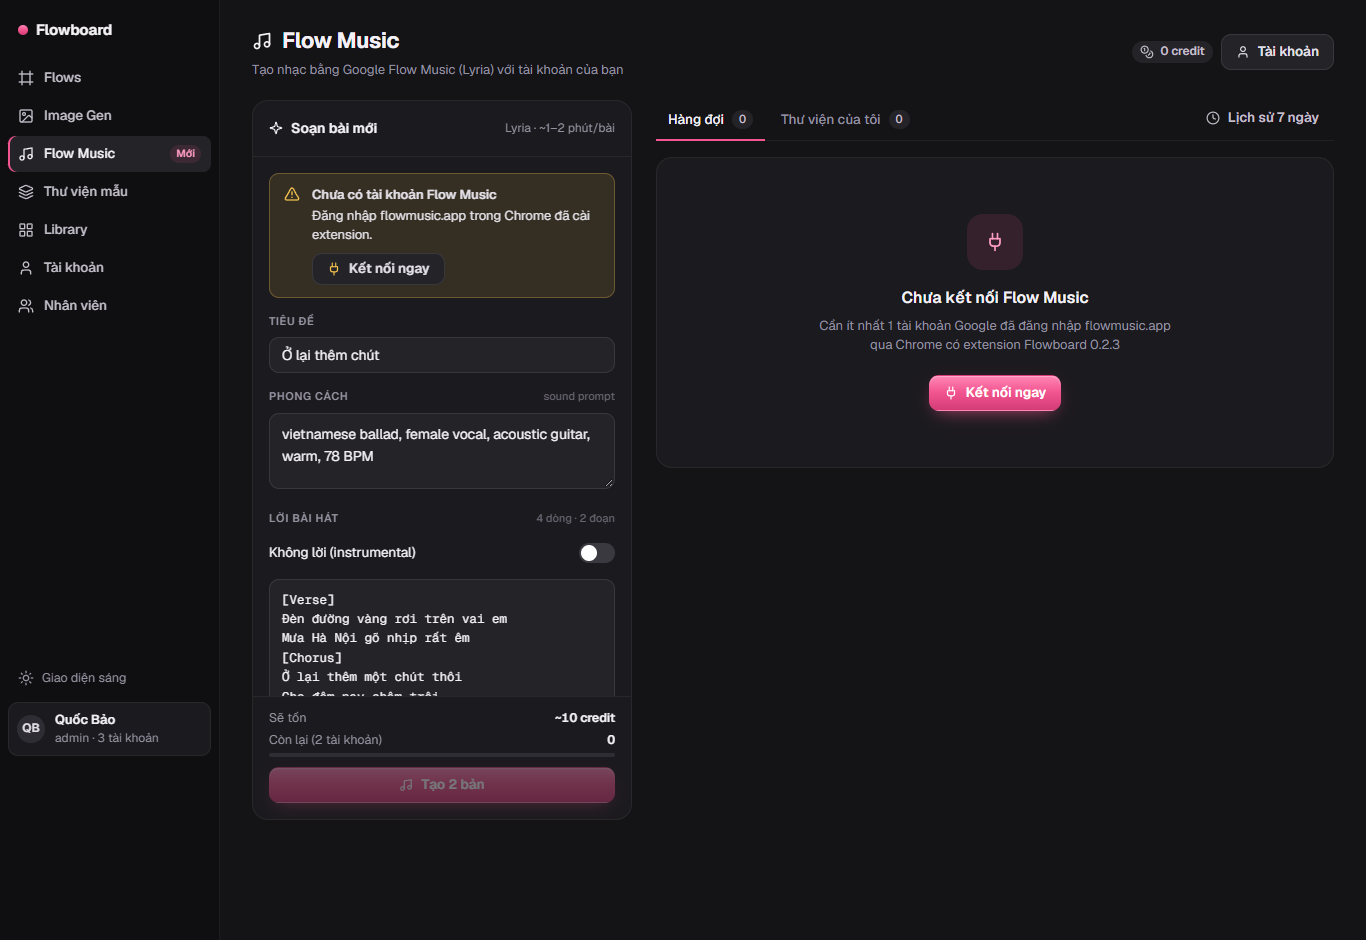 Flowboard
Flows
Image Gen
Flow Music
Mới
Thư viện mẫu
Library
Tài khoản
Nhân viên
Giao diện sáng
QB
Quốc Bảo
admin · 3 tài khoản
Flow Music
Tạo nhạc bằng Google Flow Music (Lyria) với tài khoản của bạn
0 credit
Tài khoản
Soạn bài mới
Lyria · ~1–2 phút/bài
Chưa có tài khoản Flow Music
Đăng nhập flowmusic.app trong Chrome đã cài
extension.
Kết nối ngay
TIÊU ĐỀ
Ở lại thêm chút
PHONG CÁCH
sound prompt
vietnamese ballad, female vocal, acoustic guitar,
warm, 78 BPM
LỜI BÀI HÁT
4 dòng · 2 đoạn
Không lời (instrumental)
[Verse]
Đèn đường vàng rơi trên vai em
Mưa Hà Nội gõ nhịp rất êm
[Chorus]
Ở lại thêm một chút thôi
Sẽ tốn
~10 credit
Còn lại (2 tài khoản)
0
Tạo 2 bản
Hàng đợi 0
Thư viện của tôi 0
Lịch sử 7 ngày
Chưa kết nối Flow Music
Cần ít nhất 1 tài khoản Google đã đăng nhập flowmusic.app
qua Chrome có extension Flowboard 0.2.3
Kết nối ngay